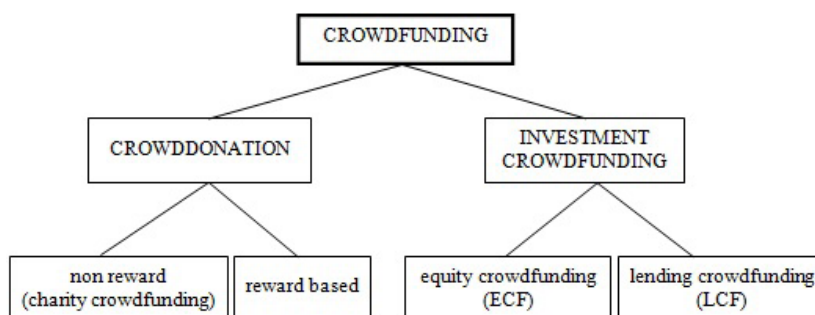 CROWDFUNDING
CROWDDONATION
INVESTMENT
CROWDFUNDING
non reward
(charity crowdfunding)
reward based
equity crowdfunding
(ECF)
lending crowdfunding
(LCF)